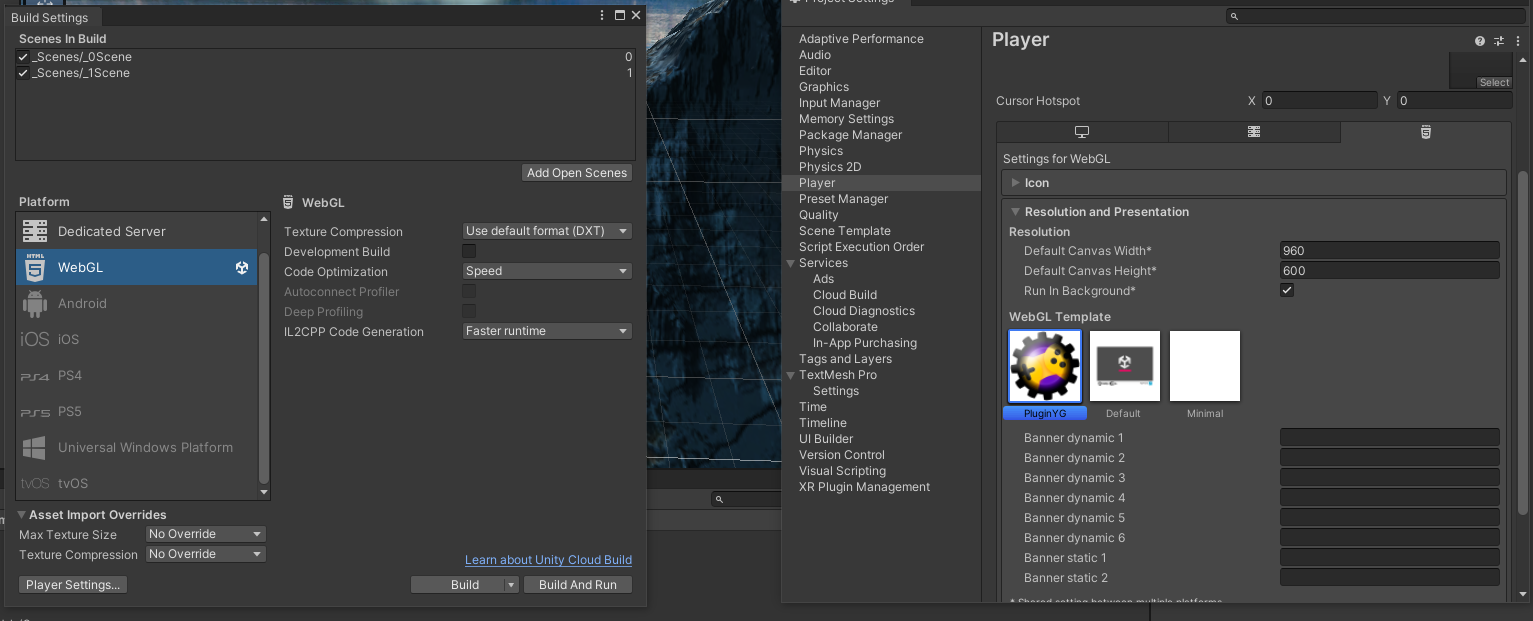 Build Settings
Scenes In Build
_Scenes/_0Scene 0
_Scenes/_1Scene 1
Add Open Scenes
Platform
Dedicated Server
WebGL
Android
iOS iOS
PS4 PS4
PS5 PS5
Universal Windows Platform
tvOS tvOS
WebGL
Texture Compression Use default format (DXT)
Development Build
Code Optimization Speed
Autoconnect Profiler
Deep Profiling
IL2CPP Code Generation Faster runtime
Asset Import Overrides
Max Texture Size No Override
Texture Compression No Override
Learn about Unity Cloud Build
Player Settings...
Build
Build And Run
Project Settings
Adaptive Performance
Audio
Editor
Graphics
Input Manager
Memory Settings
Package Manager
Physics
Physics 2D
Player
Preset Manager
Quality
Scene Template
Script Execution Order
Services
Ads
Cloud Build
Cloud Diagnostics
Collaborate
In-App Purchasing
Tags and Layers
TextMesh Pro
Settings
Time
Timeline
UI Builder
Version Control
Visual Scripting
XR Plugin Management
Player
Select
Cursor Hotspot X 0 Y 0
Settings for WebGL
Icon
Resolution and Presentation
Resolution
Default Canvas Width* 960
Default Canvas Height* 600
Run In Background*
WebGL Template
PluginYG Default Minimal
Banner dynamic 1
Banner dynamic 2
Banner dynamic 3
Banner dynamic 4
Banner dynamic 5
Banner dynamic 6
Banner static 1
Banner static 2
* Shared setting between multiple platforms